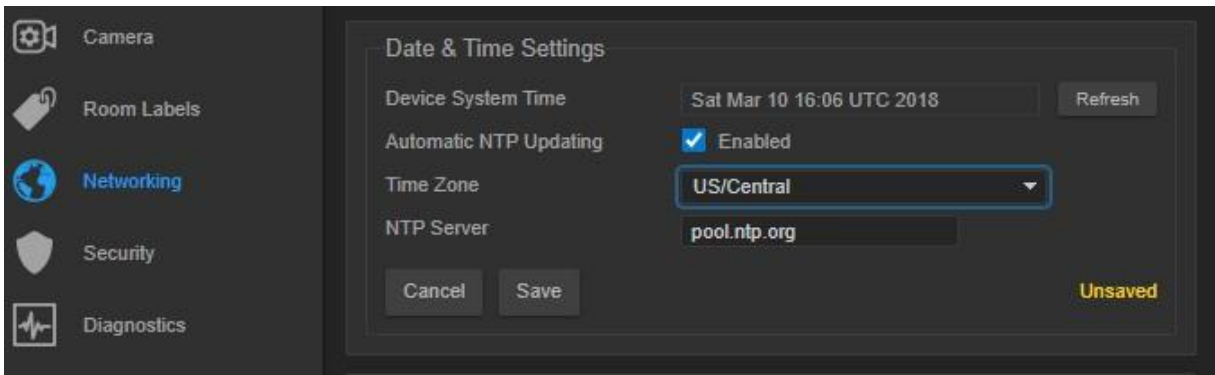 Camera
Room Labels
Networking
Security
Diagnostics
Date & Time Settings
Device System Time Sat Mar 10 16:06 UTC 2018 Refresh
Automatic NTP Updating Enabled
Time Zone US/Central
NTP Server pool.ntp.org
Cancel Save Unsaved